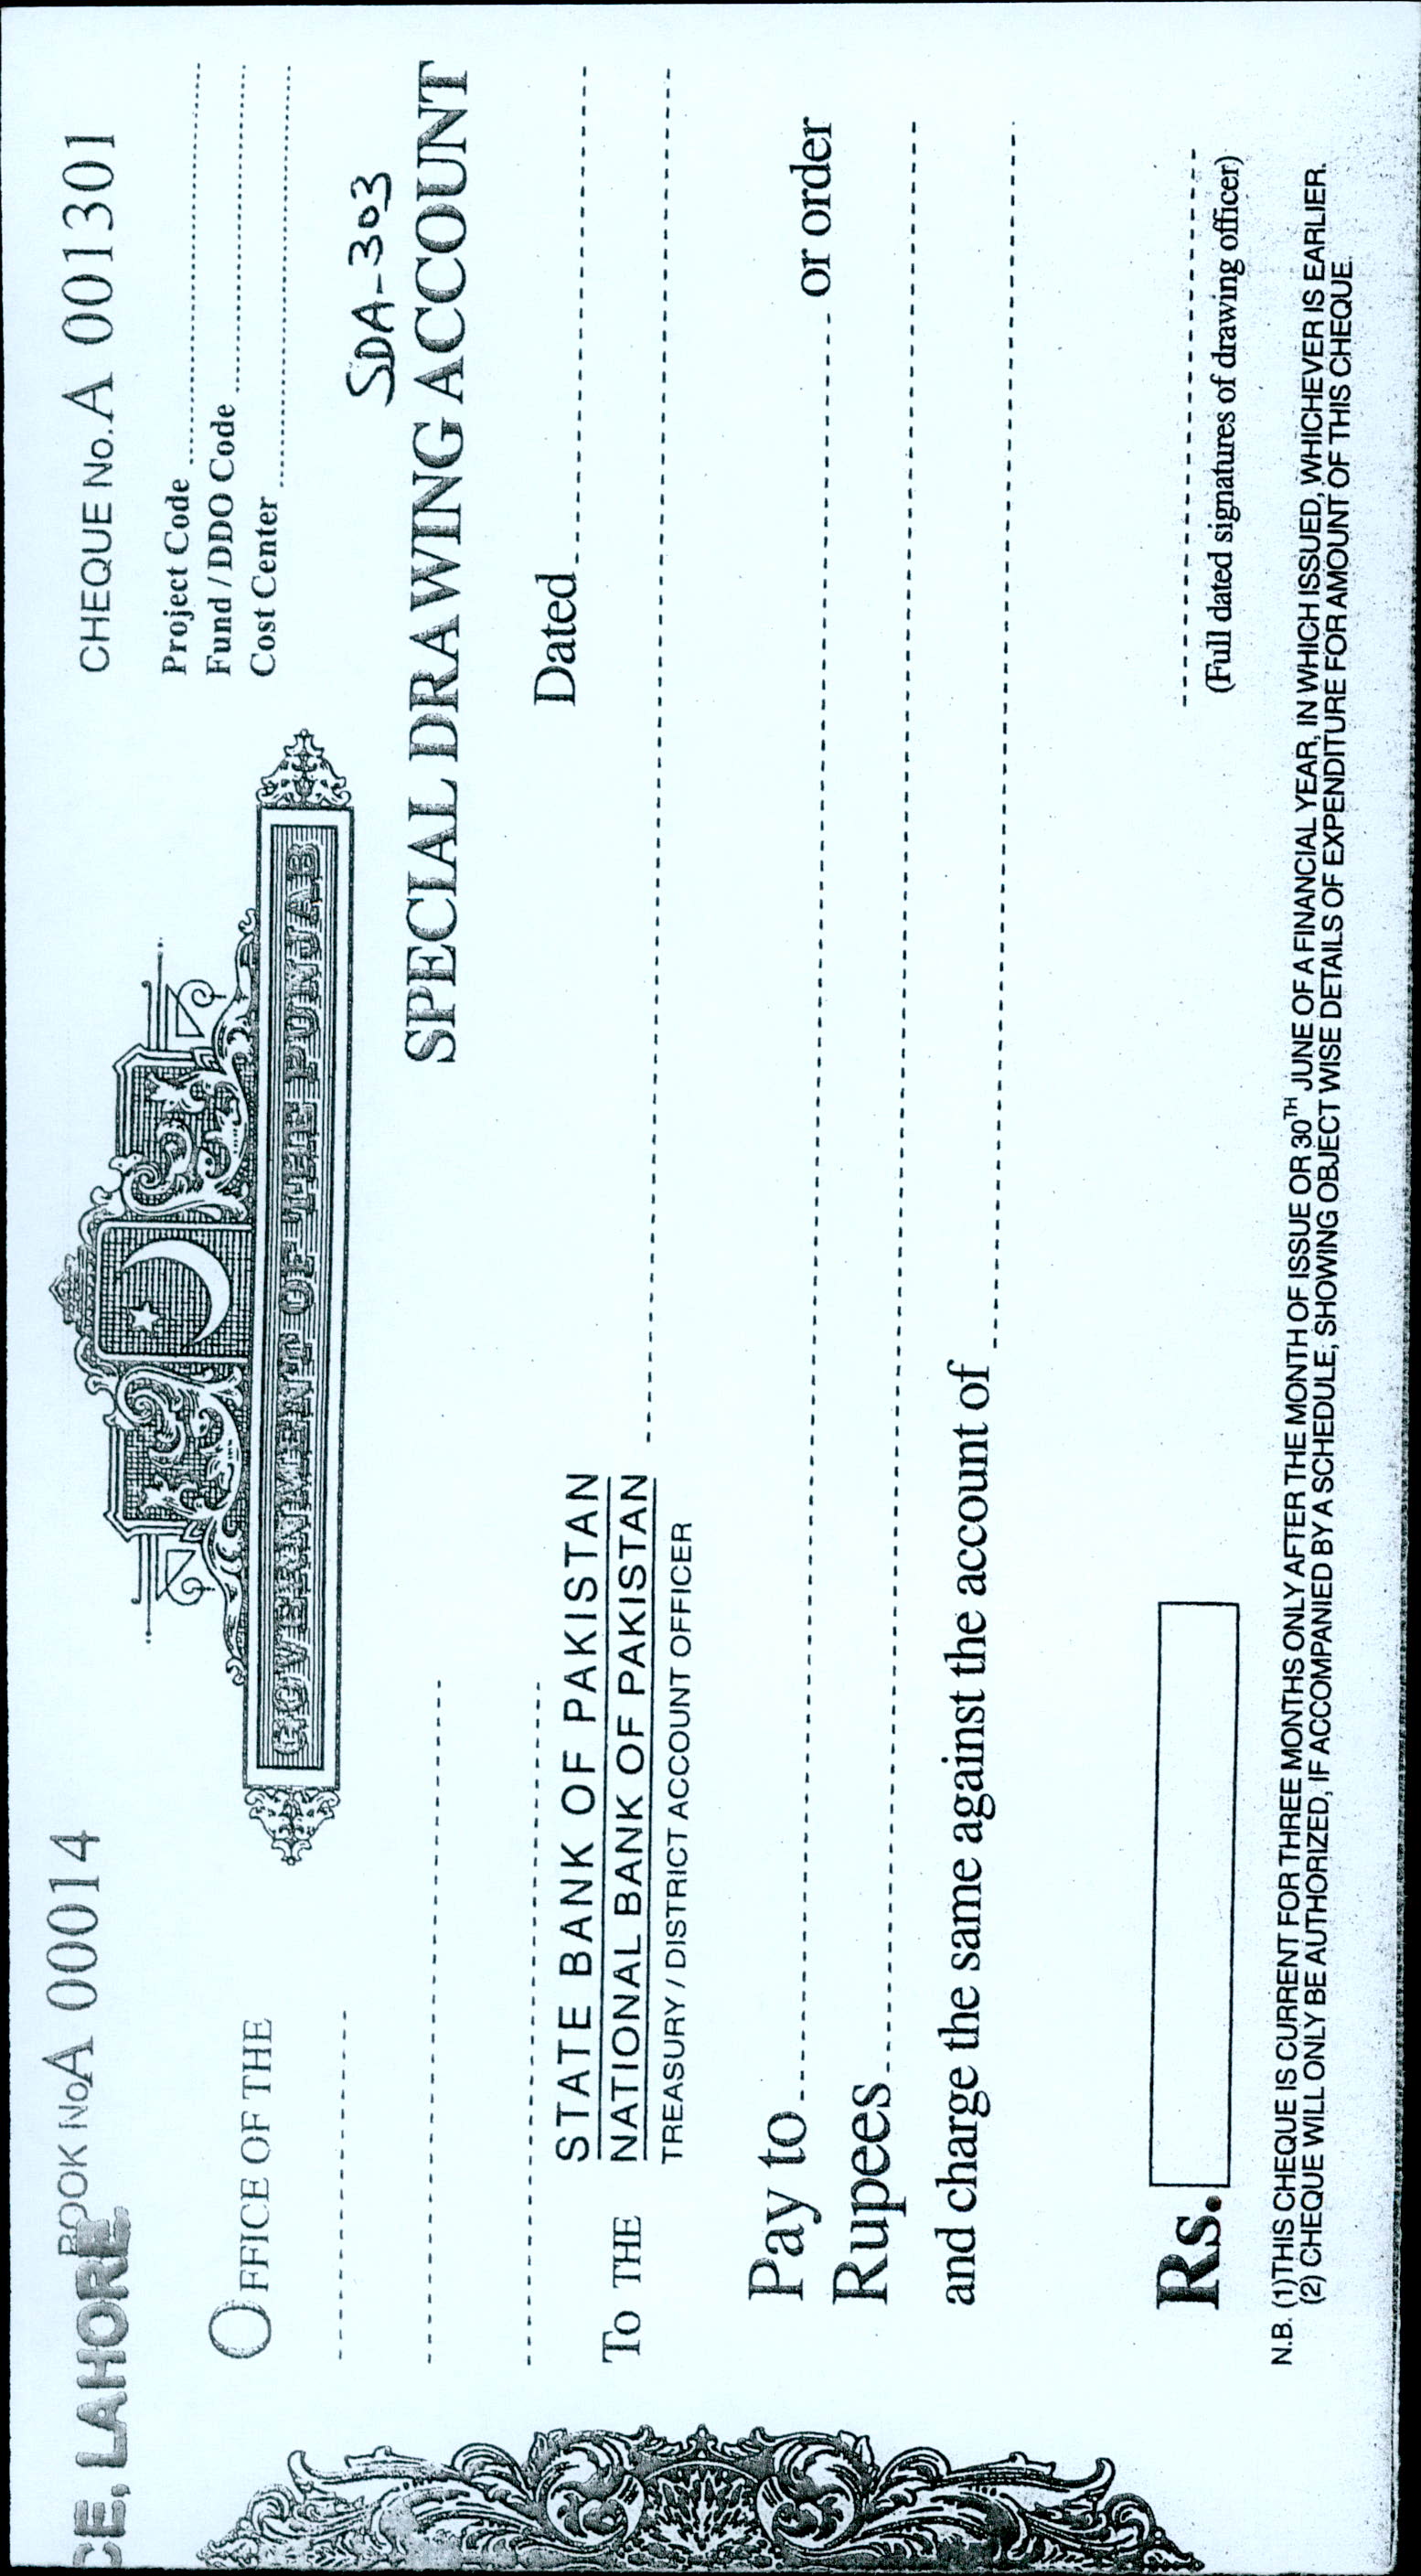 CE, LAHORE.
BOOK No A 00014
CHEQUE No. A 001301
Project Code
Fund / DDO Code
Cost Center
OFFICE OF THE
GOVERNMENT OF THE PUNJAB
SDA-303
SPECIAL DRAWING ACCOUNT
Dated
To THE
STATE BANK OF PAKISTAN
NATIONAL BANK OF PAKISTAN
TREASURY / DISTRICT ACCOUNT OFFICER
Pay to or order
Rupees
and charge the same against the account of
Rs.
(Full dated signatures of drawing officer)
N.B. (1)THIS CHEQUE IS CURRENT FOR THREE MONTHS ONLY AFTER THE MONTH OF ISSUE OR 30TH JUNE OF A FINANCIAL YEAR, IN WHICH ISSUED, WHICHEVER IS EARLIER.
(2) CHEQUE WILL ONLY BE AUTHORIZED, IF ACCOMPANIED BY A SCHEDULE, SHOWING OBJECT WISE DETAILS OF EXPENDITURE FOR AMOUNT OF THIS CHEQUE.